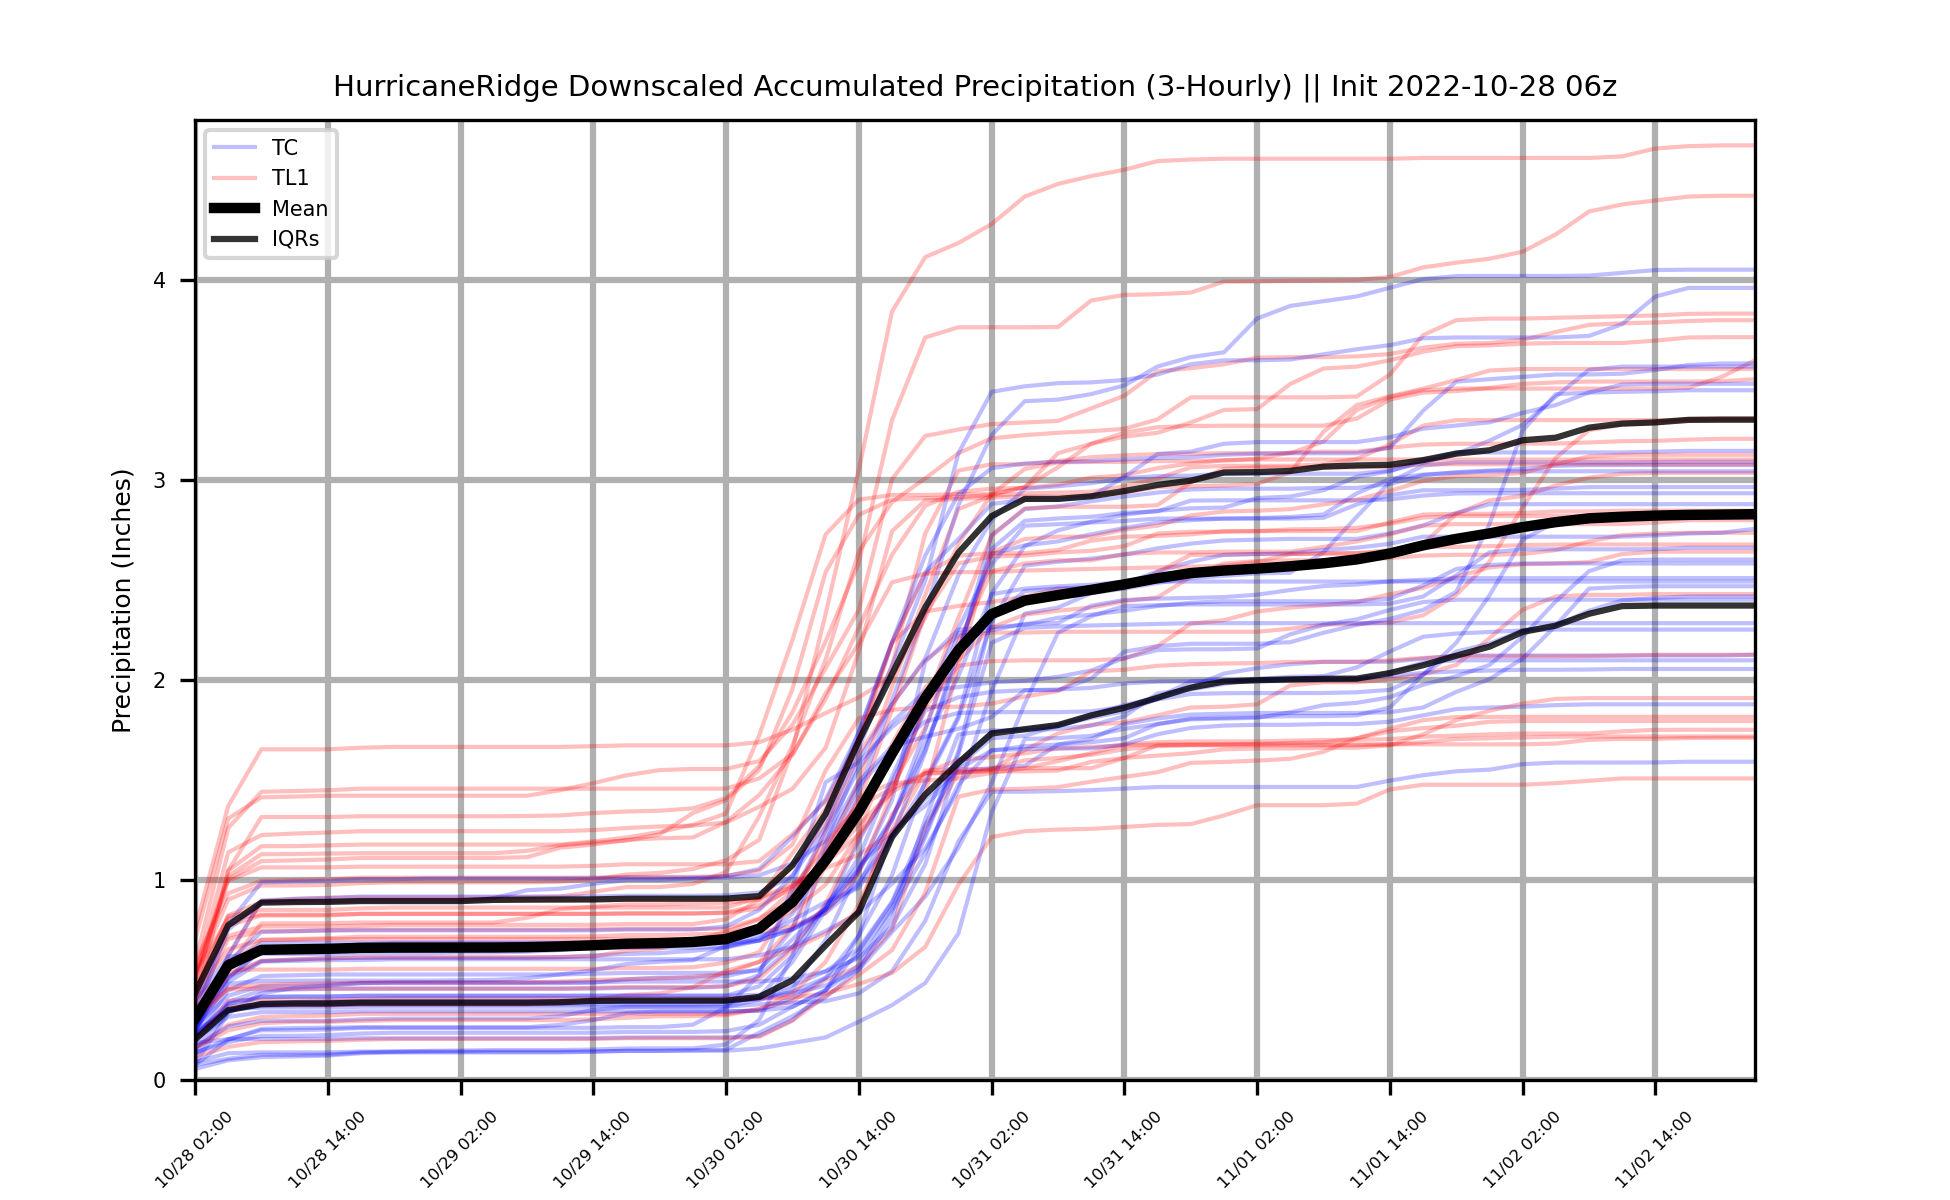 HurricaneRidge Downscaled Accumulated Precipitation (3-Hourly) || Init 2022-10-28 06z
TC
TL1
Mean
IQRs
Precipitation (Inches)
4
3
2
1
0
10/28 02:00
10/28 14:00
10/29 02:00
10/29 14:00
10/30 02:00
10/30 14:00
10/31 02:00
10/31 14:00
11/01 02:00
11/01 14:00
11/02 02:00
11/02 14:00